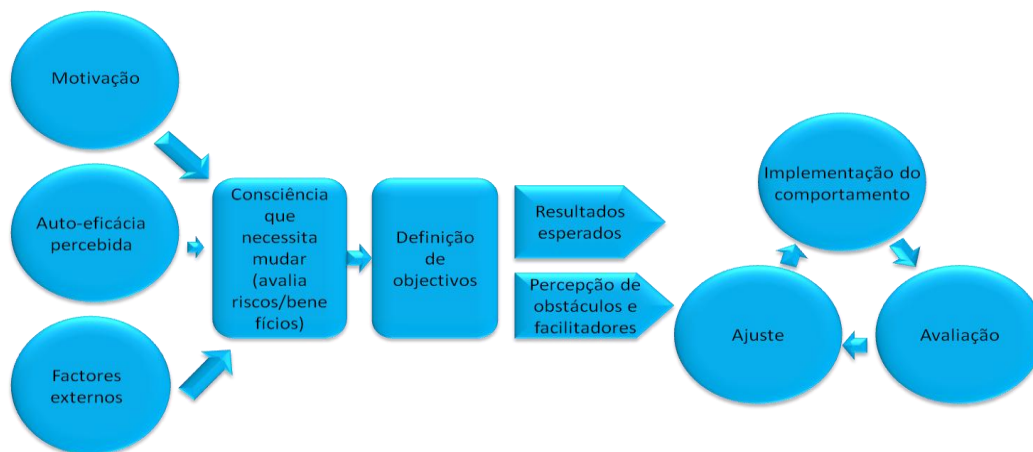 Motivação
Auto-eficácia
percebida
Factores
externos
Consciência
que
necessita
mudar
(avalia
riscos/bene
fícios)
Definição
de
objectivos
Resultados
esperados
Percepção de
obstáculos e
facilitadores
Implementação do
comportamento
Ajuste
Avaliação